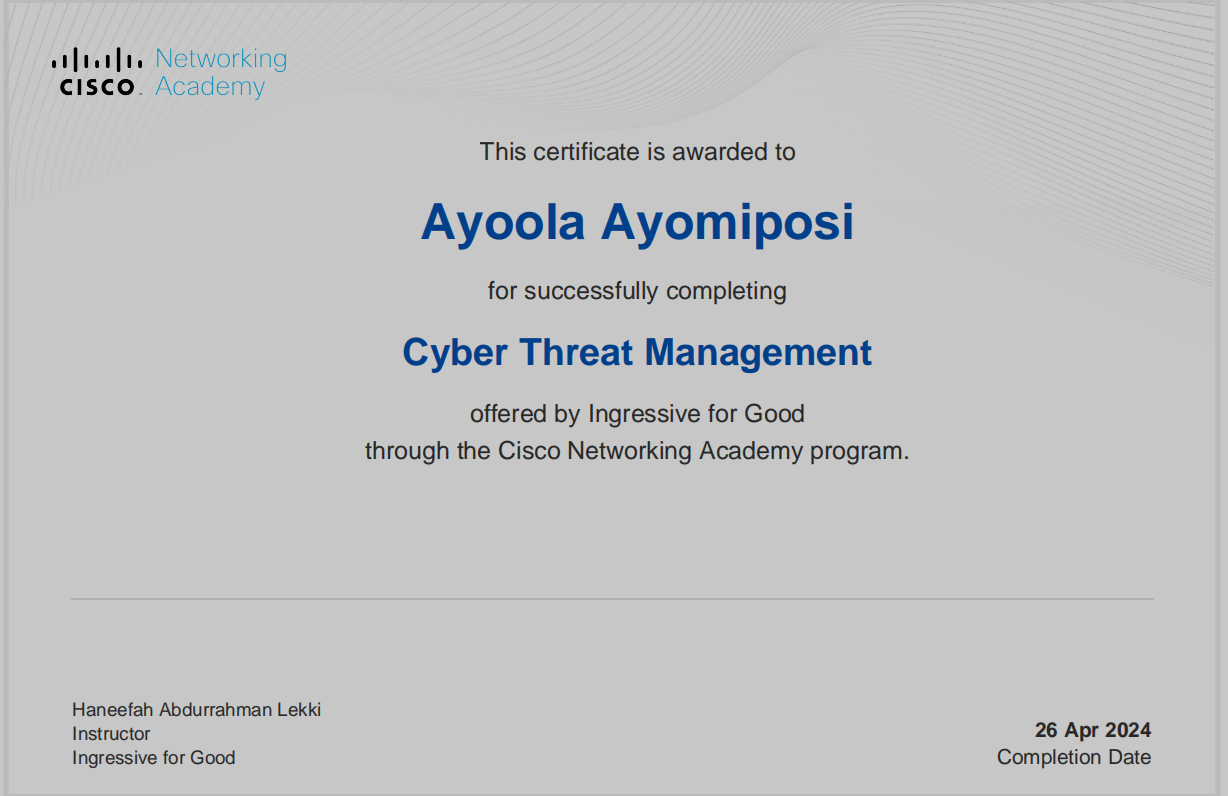 Networking
CISCO Academy
This certificate is awarded to
Ayoola Ayomiposi
for successfully completing
Cyber Threat Management
offered by Ingressive for Good
through the Cisco Networking Academy program.
Haneefah Abdurrahman Lekki
Instructor
Ingressive for Good
26 Apr 2024
Completion Date